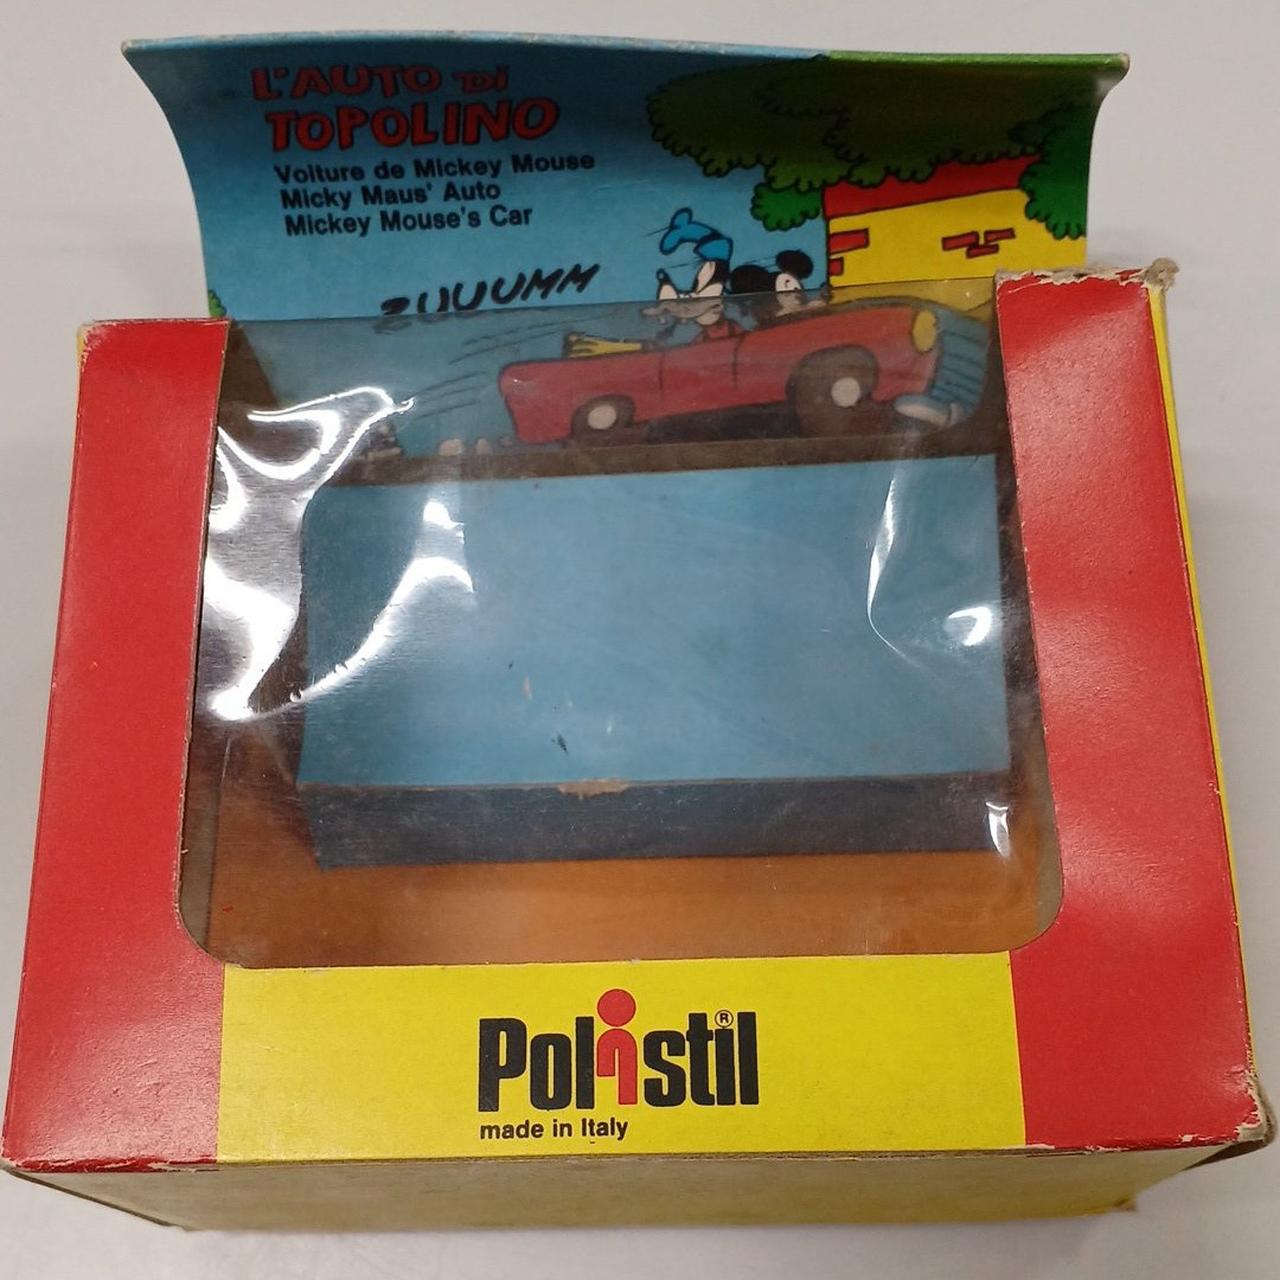 L'AUTO Di
TOPOLINO
Voiture de Mickey Mouse
Micky Maus' Auto
Mickey Mouse's Car
ZUUUMM
Polistil®
made in Italy